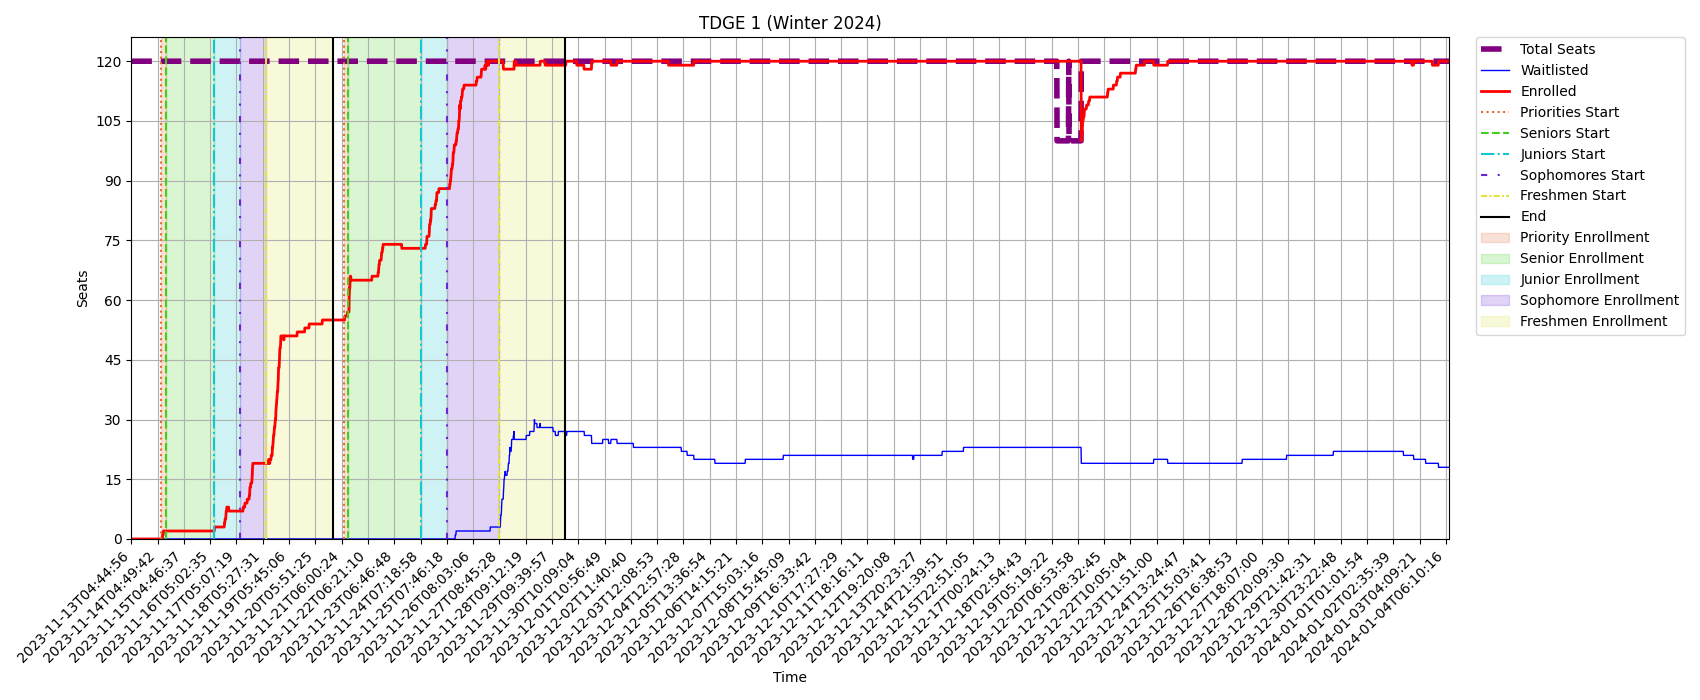 TDGE 1 (Winter 2024)
Total Seats
Waitlisted
Enrolled
Priorities Start
Seniors Start
Juniors Start
Sophomores Start
Freshmen Start
End
Priority Enrollment
Senior Enrollment
Junior Enrollment
Sophomore Enrollment
Freshmen Enrollment
Seats
120
105
90
75
60
45
30
15
0
2023-11-13T04:44:56
2023-11-14T04:49:42
2023-11-15T04:46:37
2023-11-16T05:02:35
2023-11-17T05:07:19
2023-11-18T05:27:31
2023-11-19T05:45:06
2023-11-20T05:51:25
2023-11-21T06:00:24
2023-11-22T06:21:10
2023-11-23T06:46:48
2023-11-24T07:18:58
2023-11-25T07:46:18
2023-11-26T08:03:06
2023-11-27T08:45:28
2023-11-28T09:12:19
2023-11-29T09:39:57
2023-11-30T10:09:04
2023-12-01T10:56:49
2023-12-02T11:40:40
2023-12-03T12:08:53
2023-12-04T12:57:28
2023-12-05T13:36:54
2023-12-06T14:15:21
2023-12-07T15:03:16
2023-12-08T15:45:09
2023-12-09T16:33:42
2023-12-10T17:27:29
2023-12-11T18:16:11
2023-12-12T19:20:08
2023-12-13T20:23:27
2023-12-14T21:39:51
2023-12-15T22:51:05
2023-12-17T00:24:13
2023-12-18T02:54:43
2023-12-19T05:19:22
2023-12-20T06:53:58
2023-12-21T08:32:45
2023-12-22T10:05:04
2023-12-23T11:51:00
2023-12-24T13:24:47
2023-12-25T15:03:41
2023-12-26T16:38:53
2023-12-27T18:07:00
2023-12-28T20:09:30
2023-12-29T21:42:31
2023-12-30T23:22:48
2024-01-01T01:01:54
2024-01-02T02:35:39
2024-01-03T04:09:21
2024-01-04T06:10:16
Time